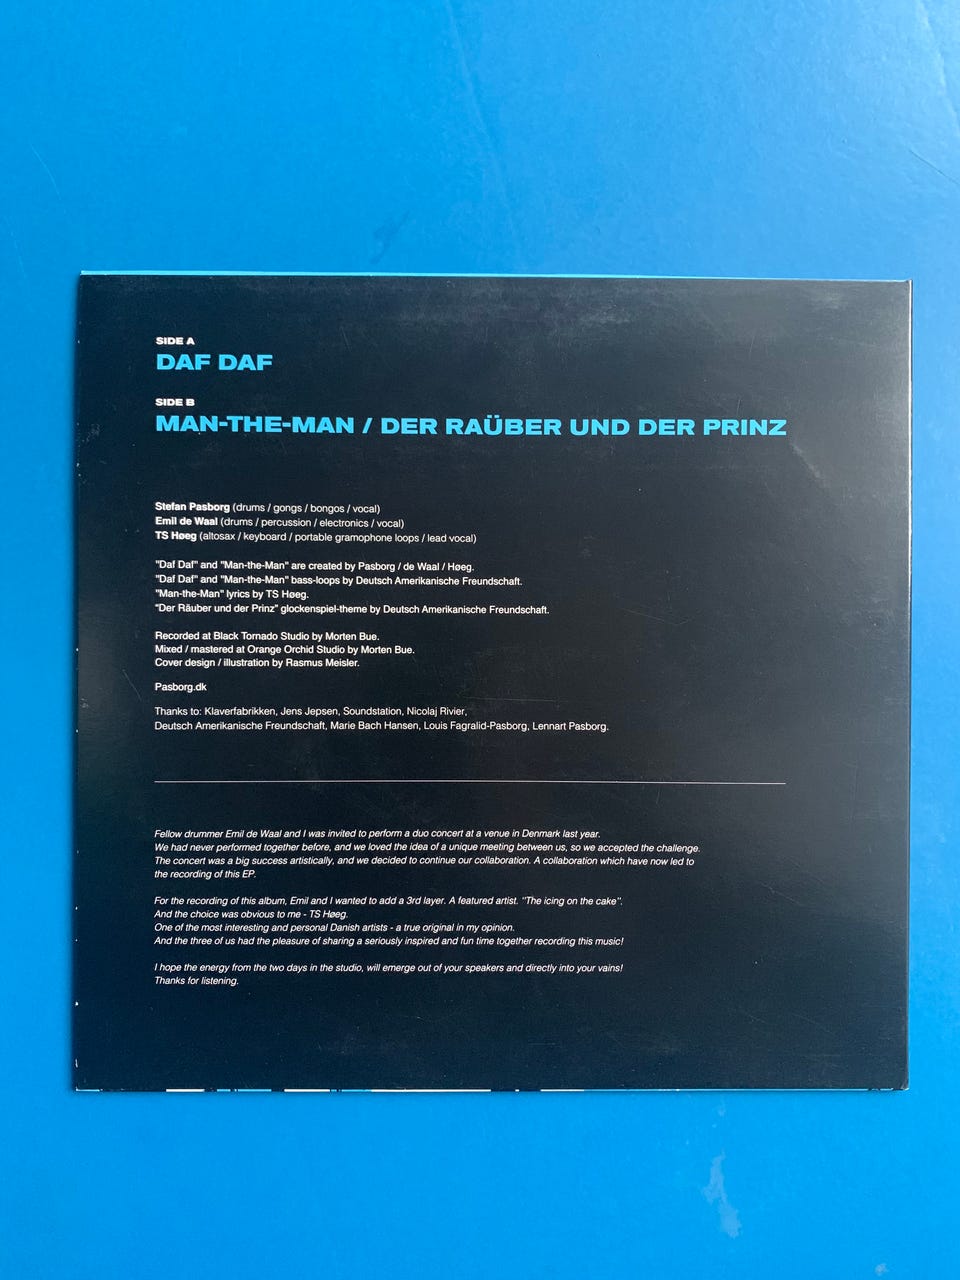 SIDE A
DAF DAF
SIDE B
MAN-THE-MAN / DER RAÜBER UND DER PRINZ
Stefan Pasborg (drums / gongs / bongos / vocal)
Emil de Waal (drums / percussion / electronics / vocal)
TS Høeg (altosax / keyboard / portable gramophone loops / lead vocal)
"Daf Daf" and "Man-the-Man" are created by Pasborg / de Waal / Høeg.
"Daf Daf" and "Man-the-Man" bass-loops by Deutsch Amerikanische Freundschaft.
"Man-the-Man" lyrics by TS Høeg.
"Der Räuber und der Prinz" glockenspiel-theme by Deutsch Amerikanische Freundschaft.
Recorded at Black Tornado Studio by Morten Bue.
Mixed / mastered at Orange Orchid Studio by Morten Bue.
Cover design / illustration by Rasmus Meisler.
Pasborg.dk
Thanks to: Klaverfabrikken, Jens Jepsen, Soundstation, Nicolaj Rivier,
Deutsch Amerikanische Freundschaft, Marie Bach Hansen, Louis Fagralid-Pasborg, Lennart Pasborg.
Fellow drummer Emil de Waal and I was invited to perform a duo concert at a venue in Denmark last year.
We had never performed together before, and we loved the idea of a unique meeting between us, so we accepted the challenge.
The concert was a big success artistically, and we decided to continue our collaboration. A collaboration which have now led to
the recording of this EP.
For the recording of this album, Emil and I wanted to add a 3rd layer. A featured artist. "The icing on the cake".
And the choice was obvious to me - TS Høeg.
One of the most interesting and personal Danish artists - a true original in my opinion.
And the three of us had the pleasure of sharing a seriously inspired and fun time together recording this music!
I hope the energy from the two days in the studio, will emerge out of your speakers and directly into your vains!
Thanks for listening.